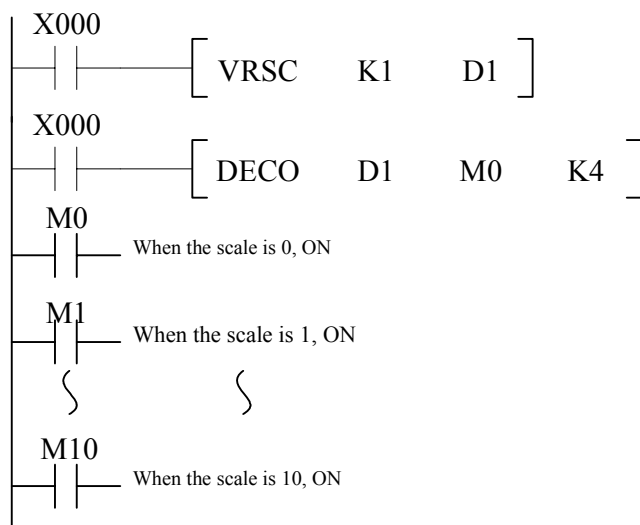 X000
VRSC K1 D1
X000
DECO D1 M0 K4
M0
When the scale is 0, ON
M1
When the scale is 1, ON
M10
When the scale is 10, ON